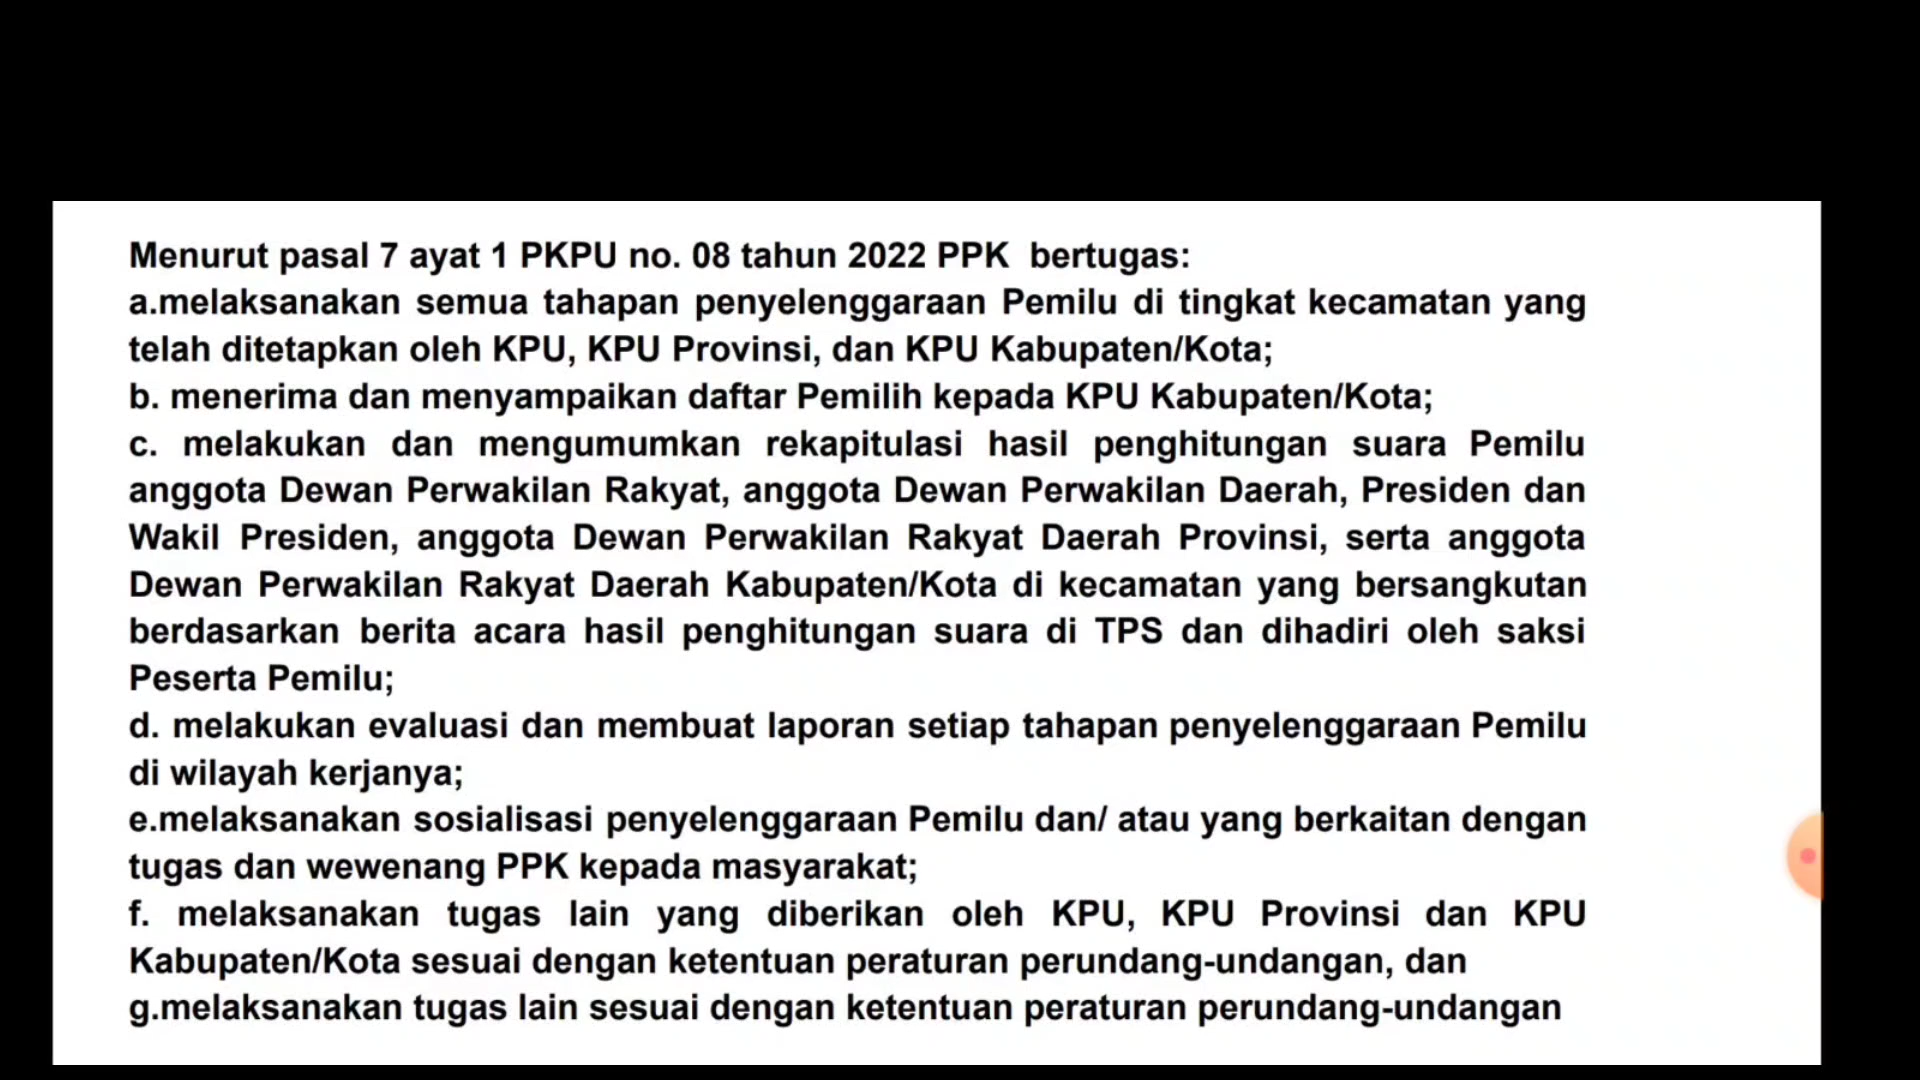 Menurut pasal 7 ayat 1 PKPU no. 08 tahun 2022 PPK  bertugas:
a.melaksanakan semua tahapan penyelenggaraan Pemilu di tingkat kecamatan yang
telah ditetapkan oleh KPU, KPU Provinsi, dan KPU Kabupaten/Kota;
b. menerima dan menyampaikan daftar Pemilih kepada KPU Kabupaten/Kota;
c. melakukan dan mengumumkan rekapitulasi hasil penghitungan suara Pemilu
anggota Dewan Perwakilan Rakyat, anggota Dewan Perwakilan Daerah, Presiden dan
Wakil Presiden, anggota Dewan Perwakilan Rakyat Daerah Provinsi, serta anggota
Dewan Perwakilan Rakyat Daerah Kabupaten/Kota di kecamatan yang bersangkutan
berdasarkan berita acara hasil penghitungan suara di TPS dan dihadiri oleh saksi
Peserta Pemilu;
d. melakukan evaluasi dan membuat laporan setiap tahapan penyelenggaraan Pemilu
di wilayah kerjanya;
e.melaksanakan sosialisasi penyelenggaraan Pemilu dan/ atau yang berkaitan dengan
tugas dan wewenang PPK kepada masyarakat;
f. melaksanakan tugas lain yang diberikan oleh KPU, KPU Provinsi dan KPU
Kabupaten/Kota sesuai dengan ketentuan peraturan perundang-undangan, dan
g.melaksanakan tugas lain sesuai dengan ketentuan peraturan perundang-undangan